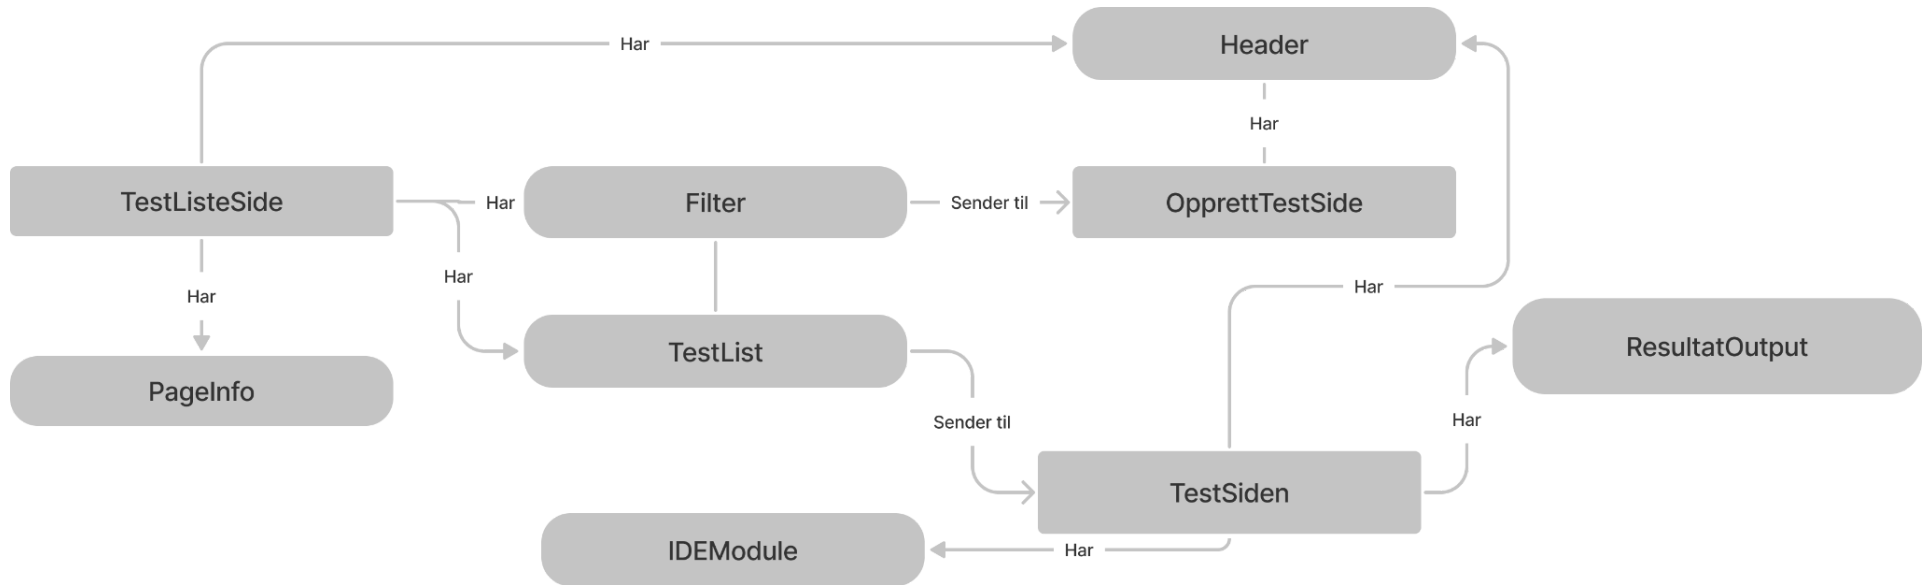 Har
Header
Har
TestListeSide
Har
Filter
Sender til
OpprettTestSide
Har
Har
Har
ResultatOutput
TestList
PageInfo
Sender til
Har
TestSiden
IDEModule
Har